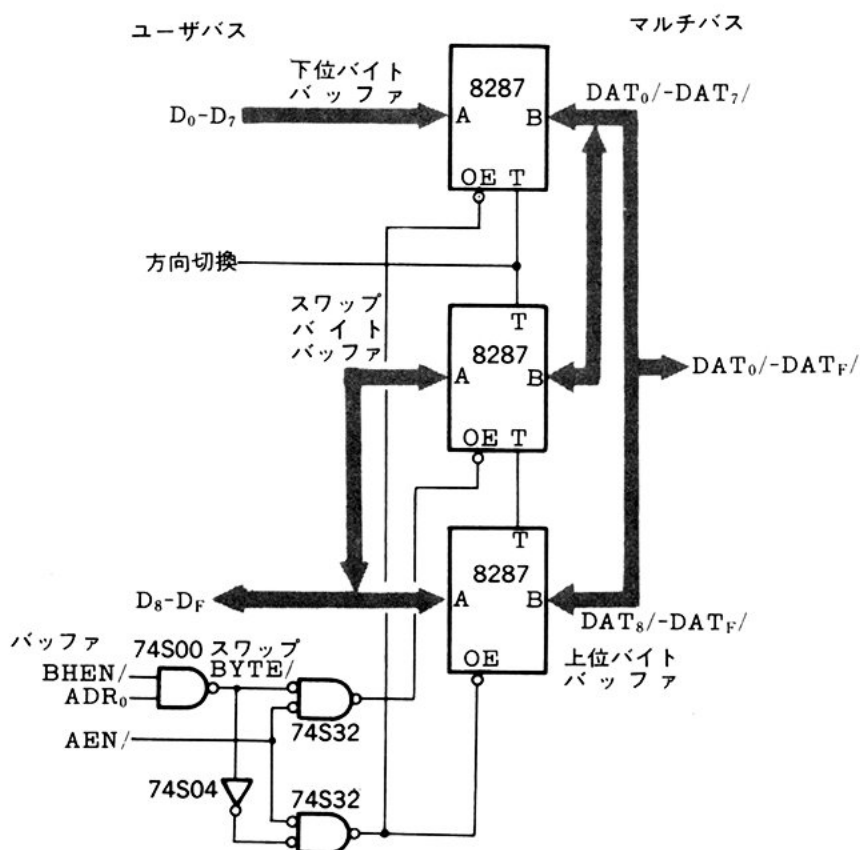 ユーザバス
マルチバス
下位バイト
バッファ
8287
DAT₀/-DAT₇/
D₀-D₇
A
B
OE T
方向切換
スワップ
バイト
バッファ
T
8287
A
B
DAT₀/-DATF/
OE T
T
8287
D₈-DF
A
B
DAT₈/-DATF/
OE
上位バイト
バッファ
バッファ
74S00
スワップ
BYTE/
BHEN/
ADR₀
74S32
AEN/
74S04
74S32